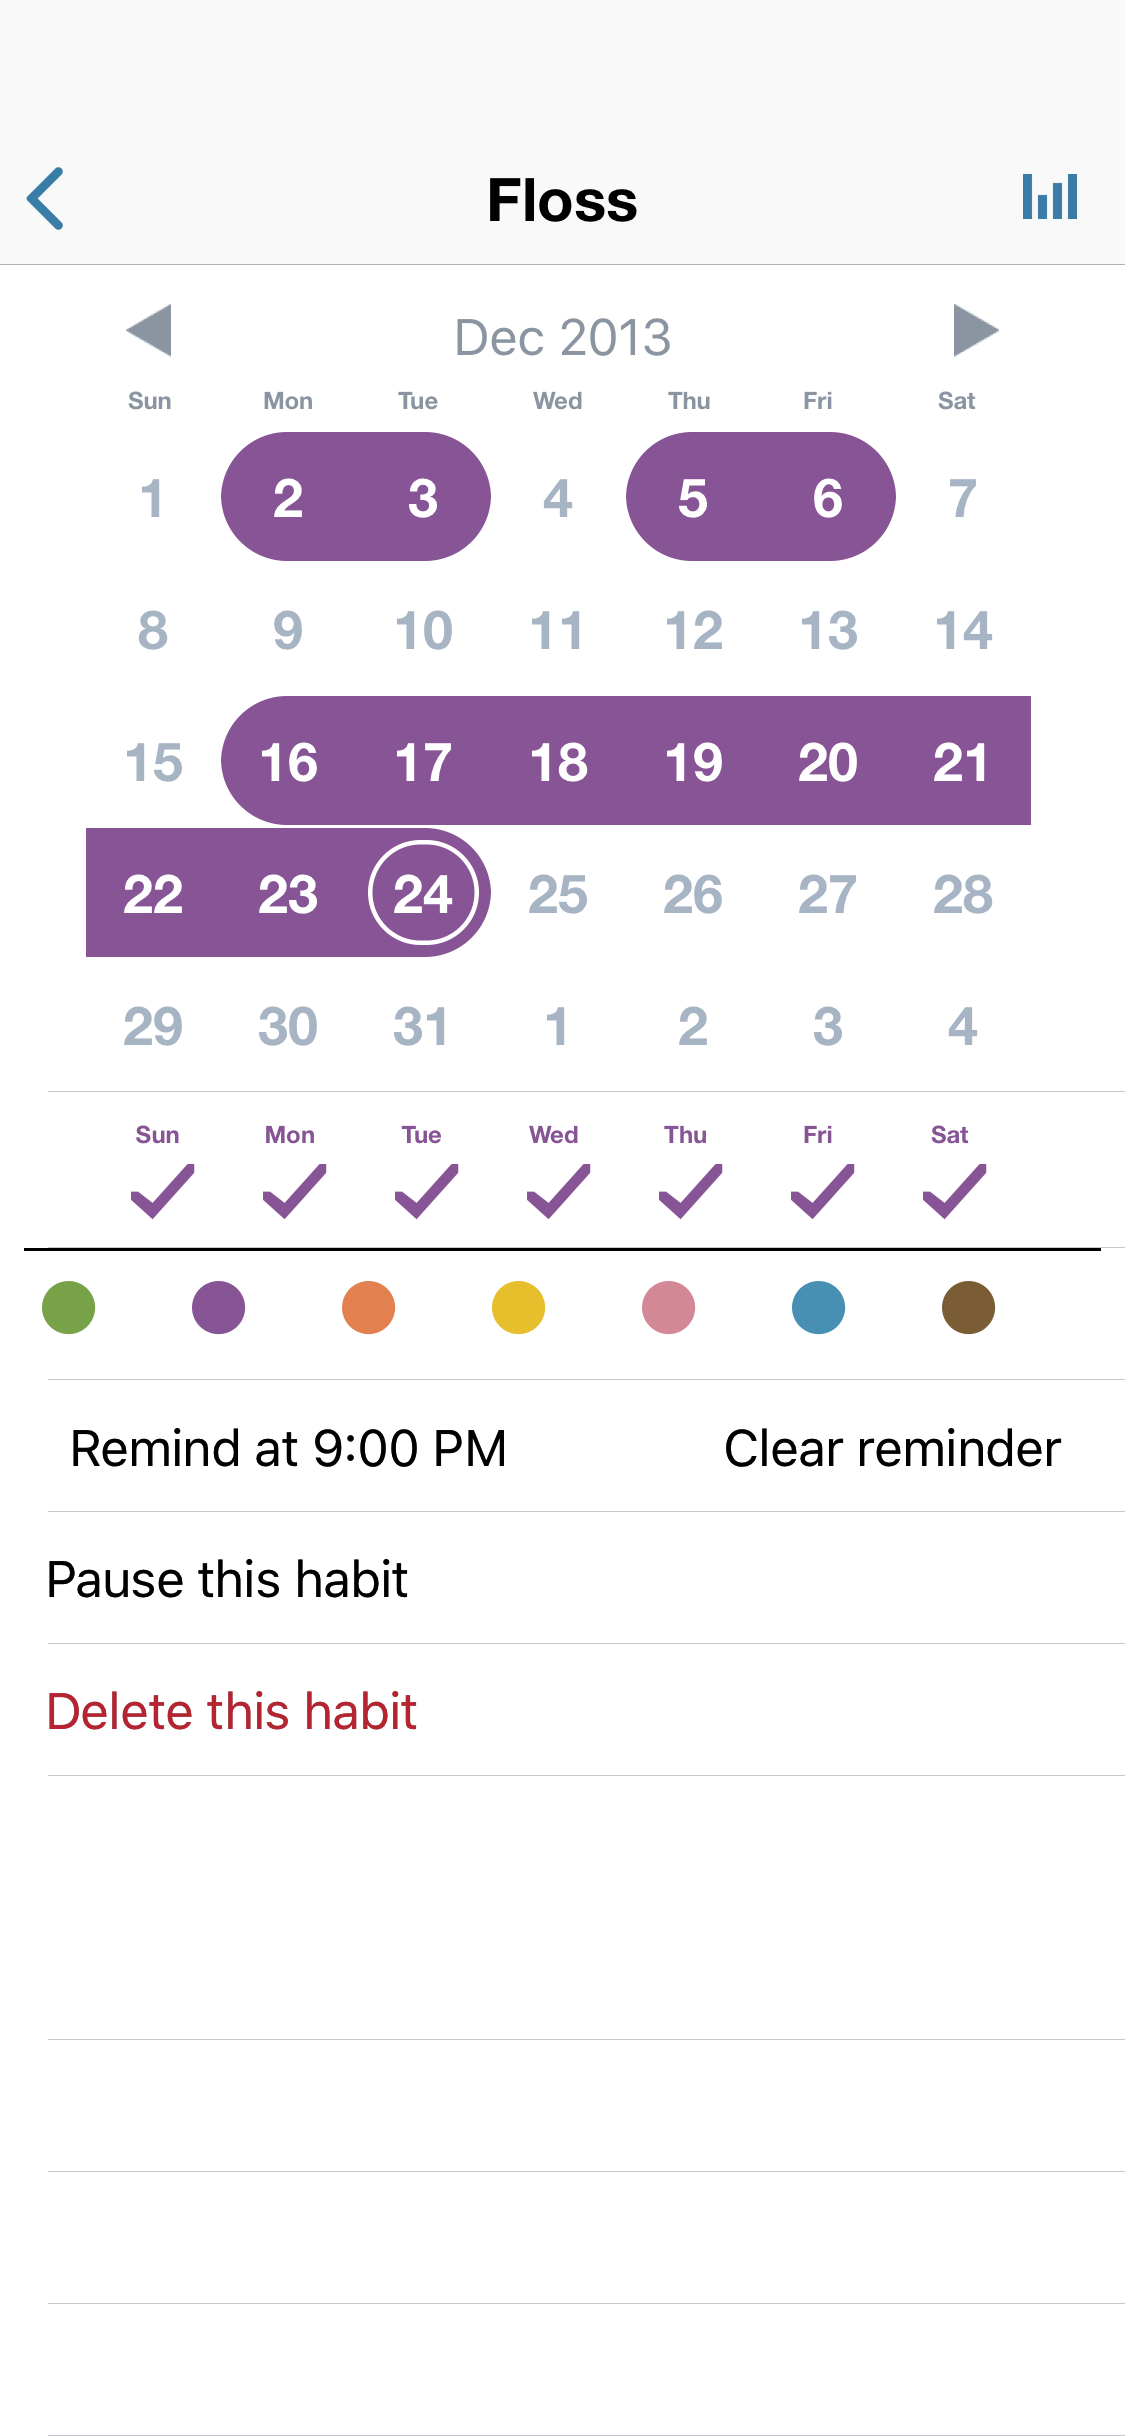 Floss
Dec 2013
Sun Mon Tue Wed Thu Fri Sat
1 2 3 4 5 6 7
8 9 10 11 12 13 14
15 16 17 18 19 20 21
22 23 24 25 26 27 28
29 30 31 1 2 3 4
Sun Mon Tue Wed Thu Fri Sat
Remind at 9:00 PM Clear reminder
Pause this habit
Delete this habit